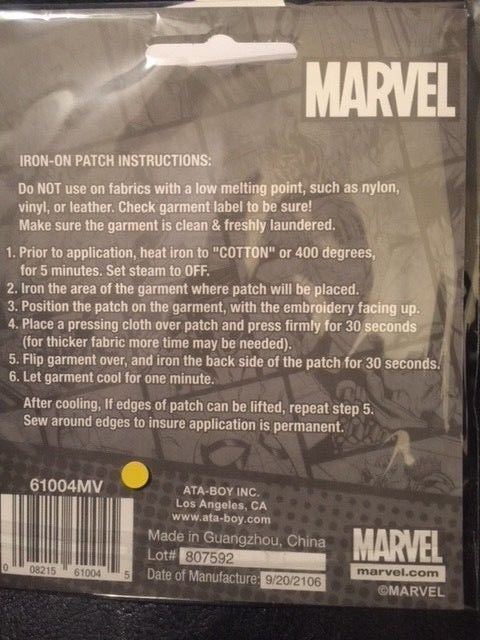 MARVEL
IRON-ON PATCH INSTRUCTIONS:
Do NOT use on fabrics with a low melting point, such as nylon,
vinyl, or leather. Check garment label to be sure!
Make sure the garment is clean & freshly laundered.
1. Prior to application, heat iron to "COTTON" or 400 degrees,
for 5 minutes. Set steam to OFF.
2. Iron the area of the garment where patch will be placed.
3. Position the patch on the garment, with the embroidery facing up.
4. Place a pressing cloth over patch and press firmly for 30 seconds
(for thicker fabric more time may be needed).
5. Flip garment over, and iron the back side of the patch for 30 seconds.
6. Let garment cool for one minute.
After cooling, If edges of patch can be lifted, repeat step 5.
Sew around edges to insure application is permanent.
61004MV
0 08215 61004 5
ATA-BOY INC.
Los Angeles, CA
www.ata-boy.com
Made in Guangzhou, China
Lot# 807592
Date of Manufacture: 9/20/2106
MARVEL
marvel.com
©MARVEL